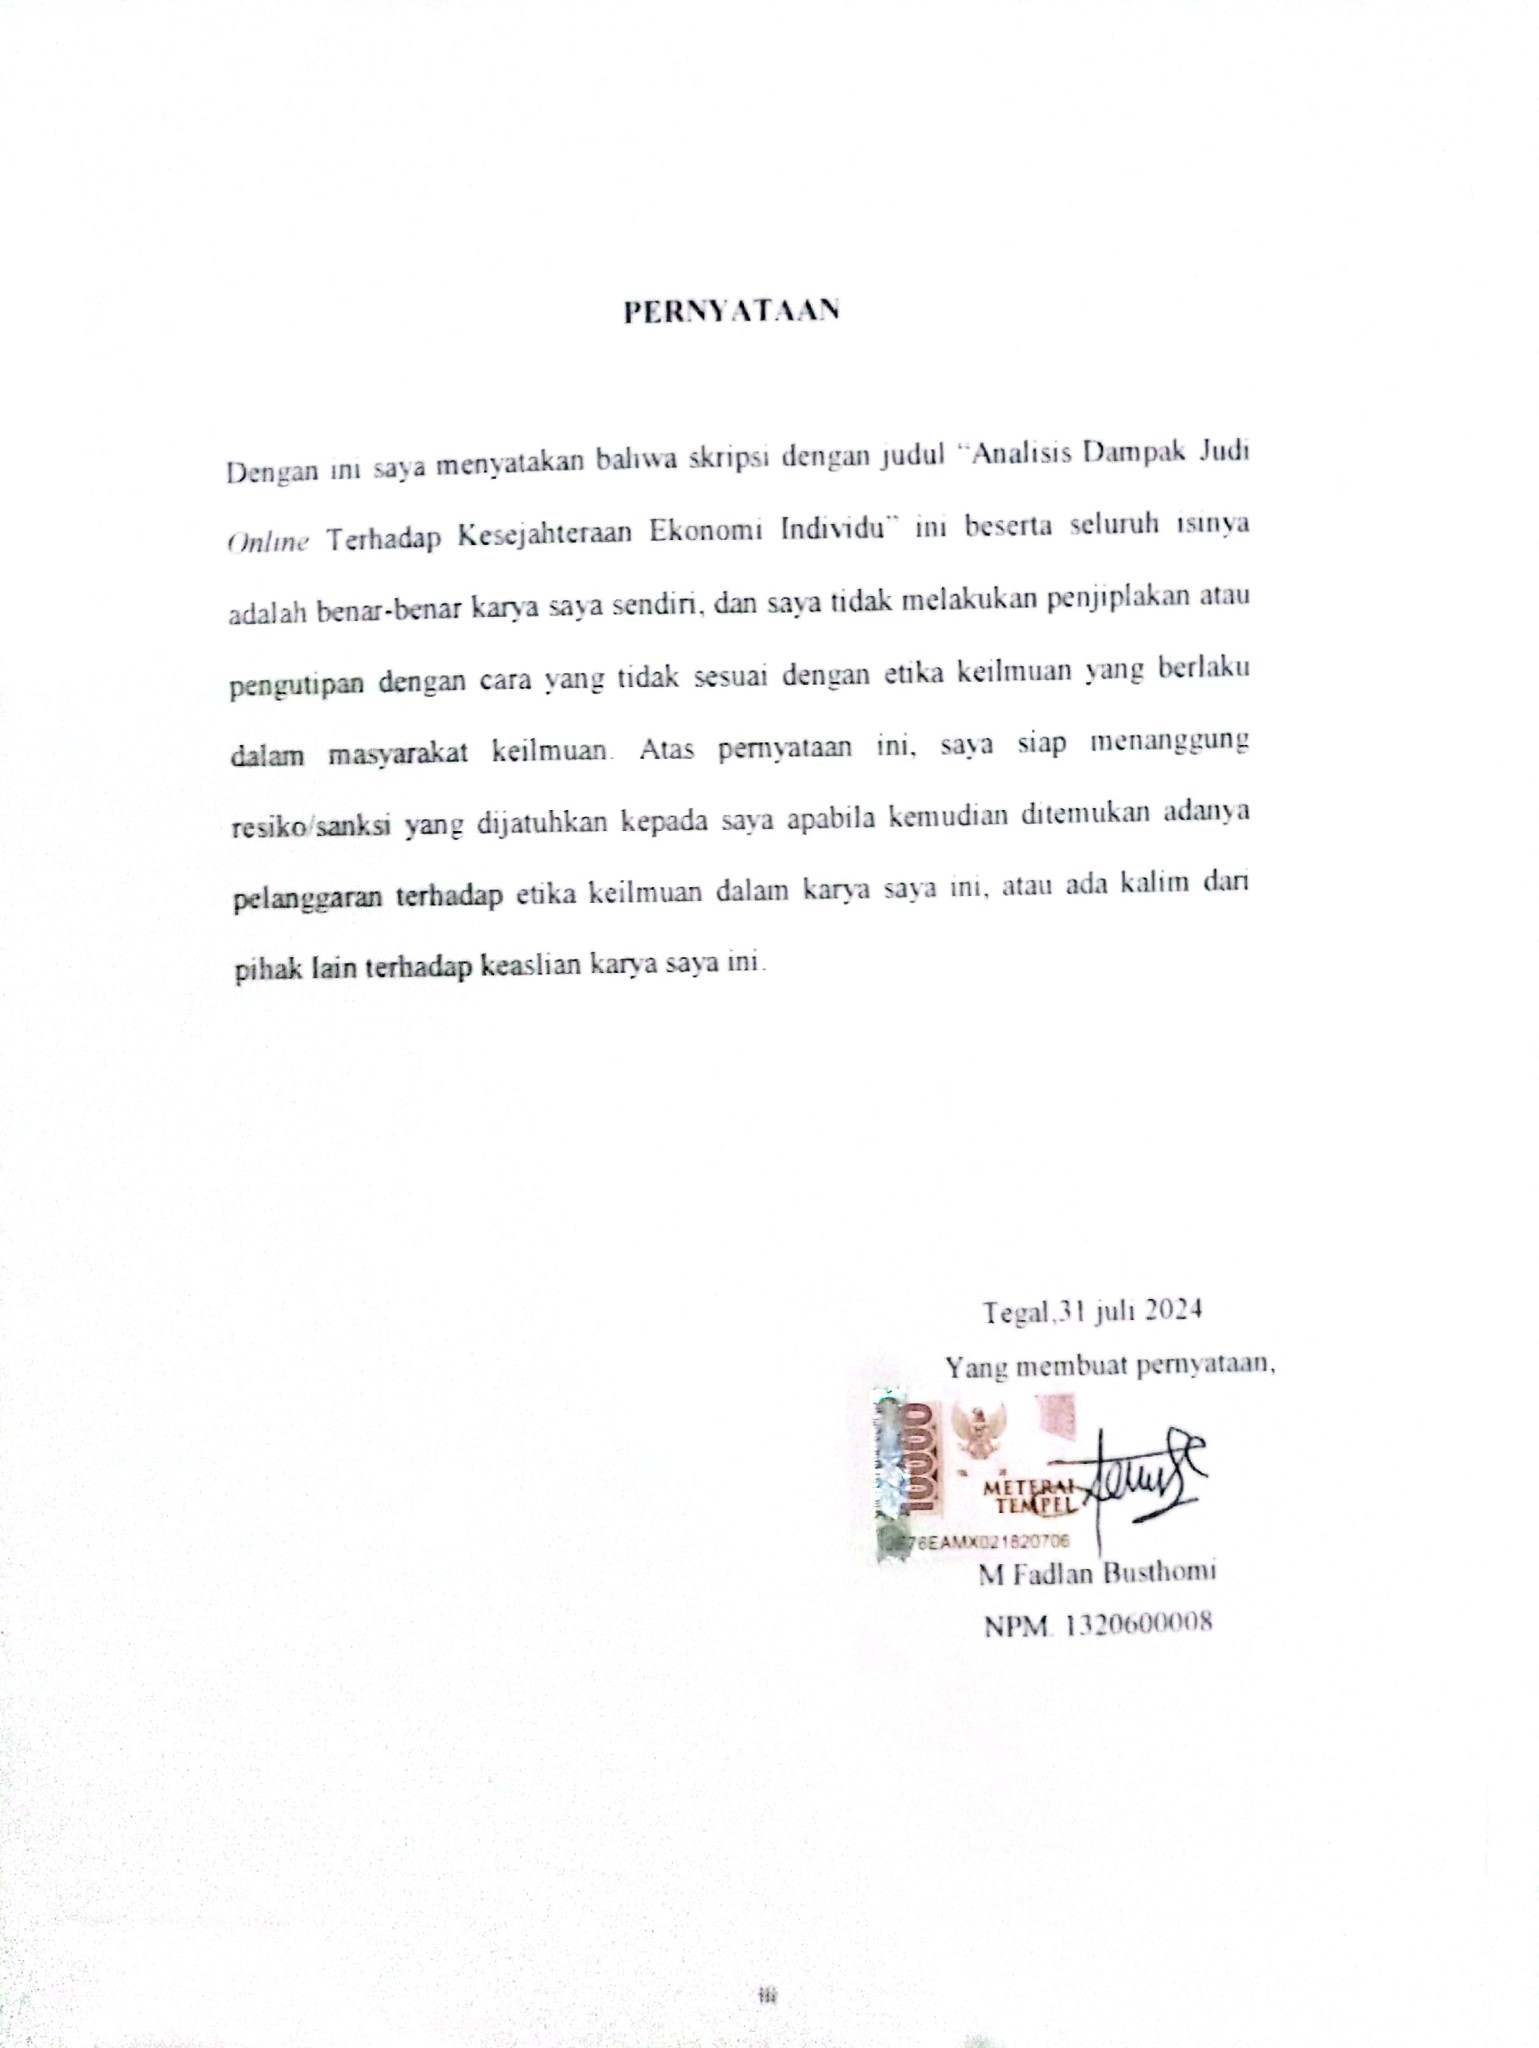 PERNYATAAN
Dengan ini saya menyatakan bahwa skripsi dengan judul “Analisis Dampak Judi
Online Terhadap Kesejahteraan Ekonomi Individu” ini beserta seluruh isinya
adalah benar-benar karya saya sendiri, dan saya tidak melakukan penjiplakan atau
pengutipan dengan cara yang tidak sesuai dengan etika keilmuan yang berlaku
dalam masyarakat keilmuan. Atas pernyataan ini, saya siap menanggung
resiko/sanksi yang dijatuhkan kepada saya apabila kemudian ditemukan adanya
pelanggaran terhadap etika keilmuan dalam karya saya ini, atau ada kalim dari
pihak lain terhadap keaslian karya saya ini.
Tegal,31 juli 2024
Yang membuat pernyataan,
10000
METERAI
TEMPEL
76EAMX021820706
M Fadlan Busthomi
NPM. 1320600008
iii